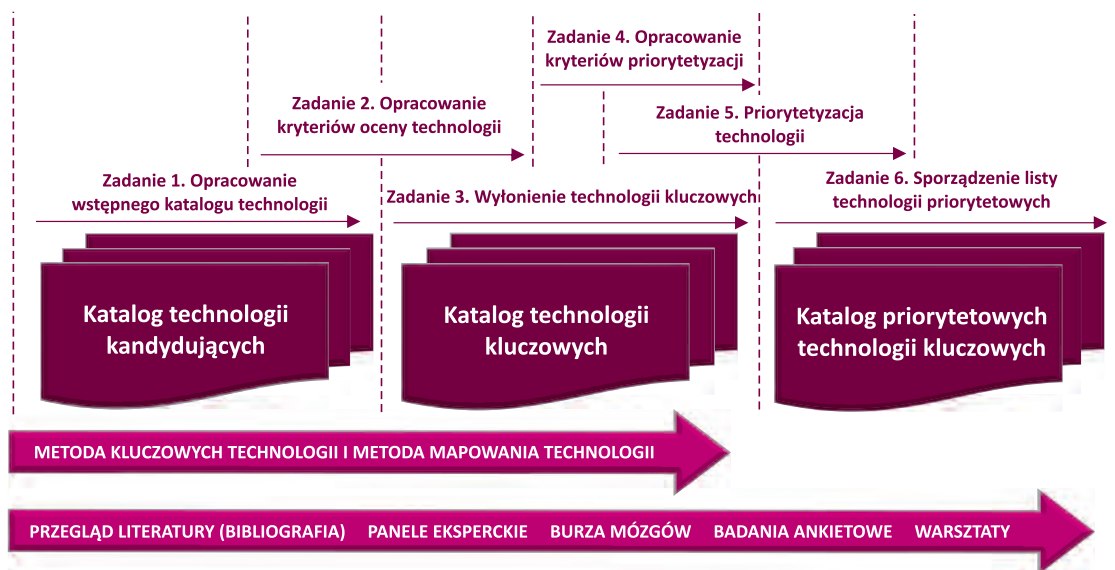 Zadanie 4. Opracowanie
kryteriów priorytetyzacji
Zadanie 2. Opracowanie
kryteriów oceny technologii
Zadanie 5. Priorytetyzacja
technologii
Zadanie 1. Opracowanie
wstępnego katalogu technologii
Zadanie 3. Wyłonienie technologii kluczowych
Zadanie 6. Sporządzenie listy
technologii priorytetowych
Katalog technologii
kandydujących
Katalog technologii
kluczowych
Katalog priorytetowych
technologii kluczowych
METODA KLUCZOWYCH TECHNOLOGII I METODA MAPOWANIA TECHNOLOGII
PRZEGLĄD LITERATURY (BIBLIOGRAFIA) PANELE EKSPERCKIE BURZA MÓZGÓW BADANIA ANKIETOWE WARSZTATY